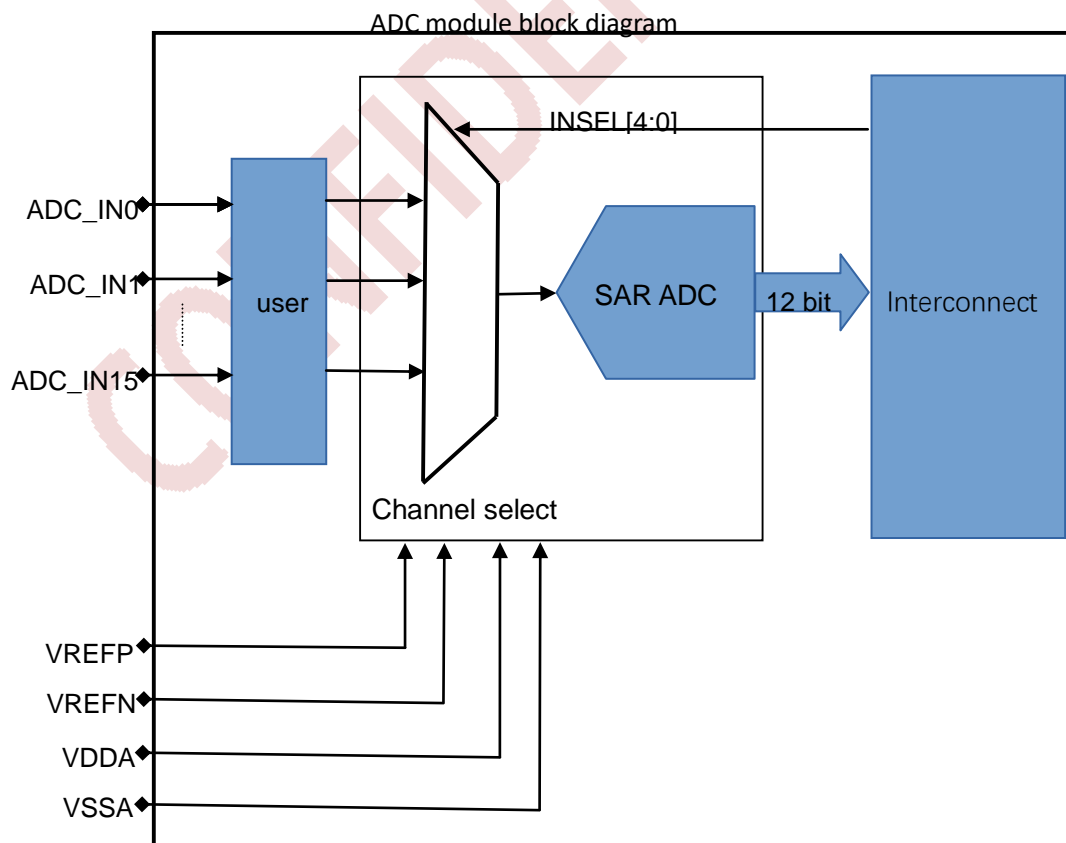 ADC module block diagram
INSEL[4:0]
ADC_IN0
ADC_IN1
user
SAR ADC
12 bit
Interconnect
ADC_IN15
Channel select
VREFP
VREFN
VDDA
VSSA
CONFIDE